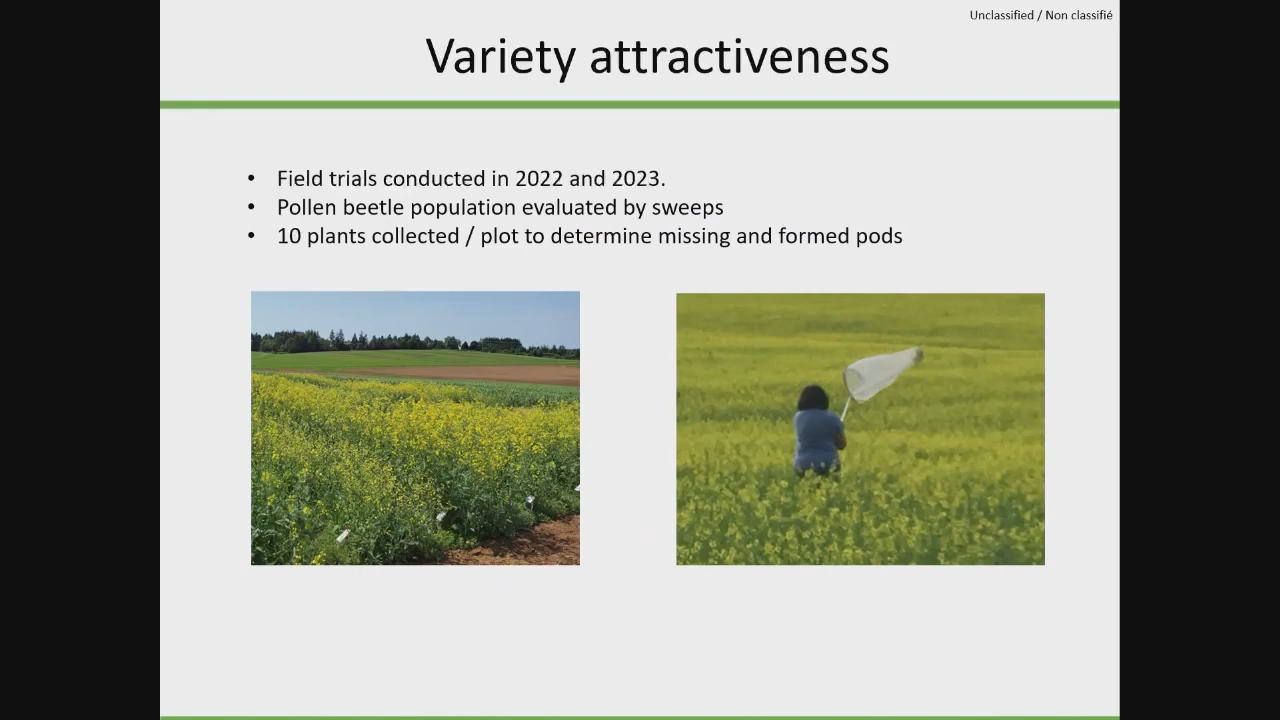 Unclassified / Non classifié
Variety attractiveness
• Field trials conducted in 2022 and 2023.
• Pollen beetle population evaluated by sweeps
• 10 plants collected / plot to determine missing and formed pods